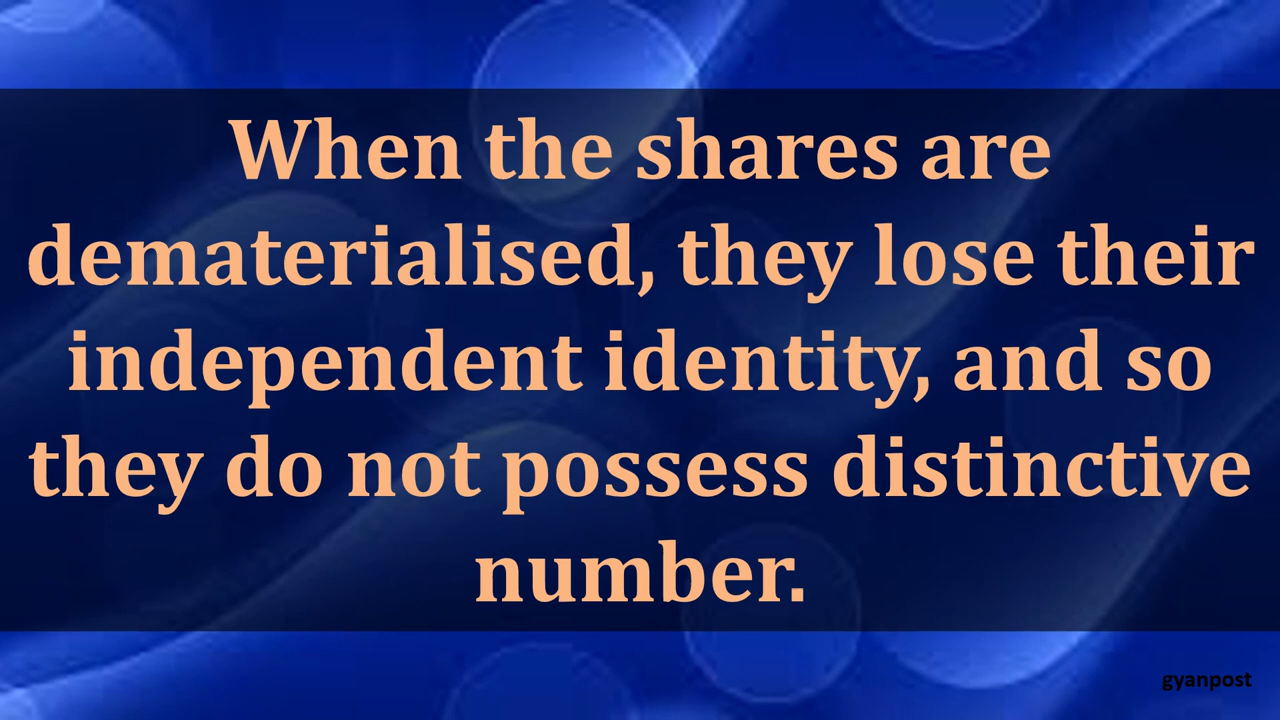 When the shares are
dematerialised, they lose their
independent identity, and so
they do not possess distinctive
number.
gyanpost